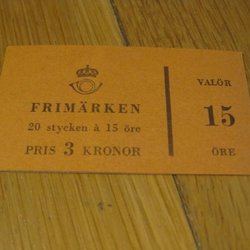 FRIMÄRKEN
20 stycken à 15 öre
PRIS 3 KRONOR
VALÖR
15
ÖRE